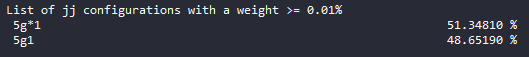 List of jj configurations with a weight >= 0.01%
5g*1 51.34810 %
5g1 48.65190 %